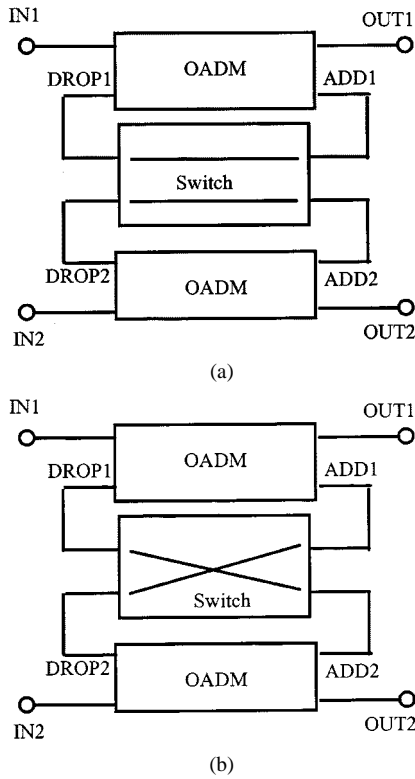 IN1
OUT1
OADM
DROP1
ADD1
Switch
DROP2
ADD2
OADM
IN2
OUT2
(a)
IN1
OUT1
OADM
DROP1
ADD1
Switch
DROP2
ADD2
OADM
IN2
OUT2
(b)